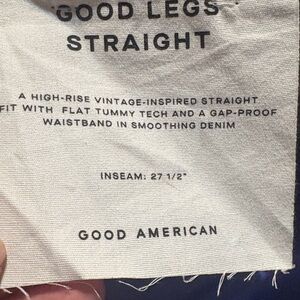 GOOD LEGS
STRAIGHT
A HIGH-RISE VINTAGE-INSPIRED STRAIGHT
FIT WITH FLAT TUMMY TECH AND A GAP-PROOF
WAISTBAND IN SMOOTHING DENIM
INSEAM: 27 1/2"
GOOD AMERICAN